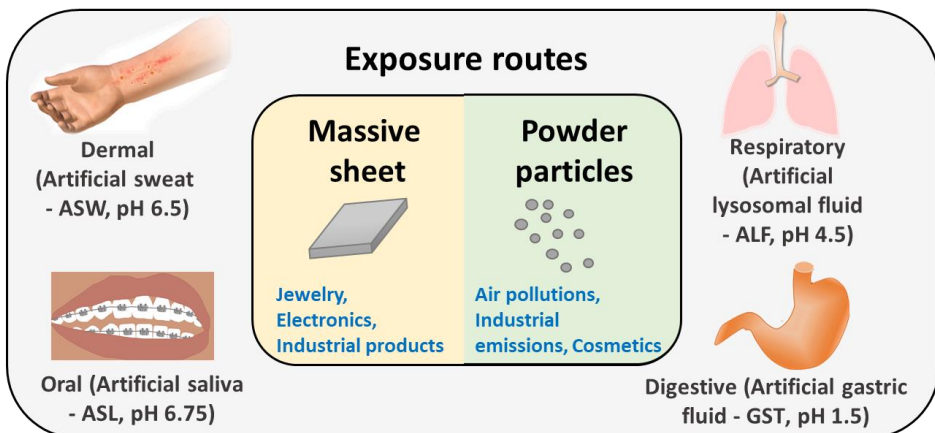 Exposure routes
Dermal
(Artificial sweat
- ASW, pH 6.5)
Oral (Artificial saliva
- ASL, pH 6.75)
Massive
sheet
Jewelry,
Electronics,
Industrial products
Powder
particles
Air pollutions,
Industrial
emissions, Cosmetics
Respiratory
(Artificial
lysosomal fluid
- ALF, pH 4.5)
Digestive (Artificial gastric
fluid - GST, pH 1.5)